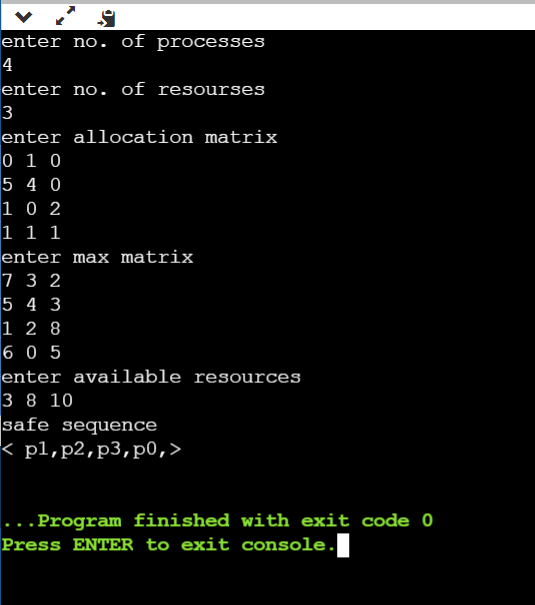 enter no. of processes
4
enter no. of resourses
3
enter allocation matrix
0 1 0
5 4 0
1 0 2
1 1 1
enter max matrix
7 3 2
5 4 3
1 2 8
6 0 5
enter available resources
3 8 10
safe sequence
< p1,p2,p3,p0,>
...Program finished with exit code 0
Press ENTER to exit console.